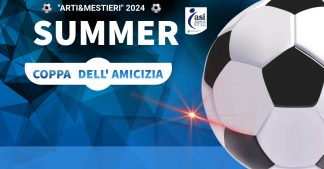 "ARTI&MESTIERI" 2024
SUMMER
asi
COPPA DELL' AMICIZIA